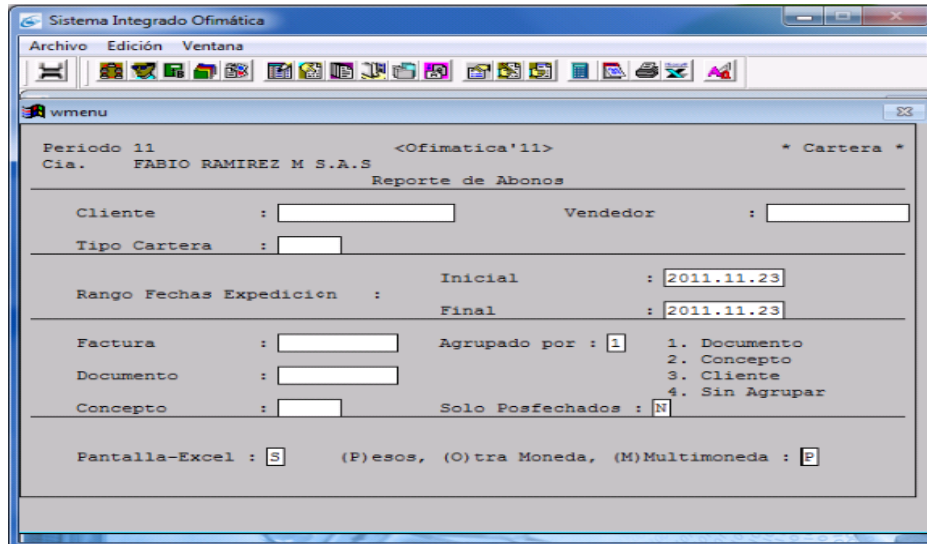 Sistema Integrado Ofimática
Archivo Edición Ventana
wmenu
Periodo 11 <Ofimatica'11> * Cartera *
Cia. FABIO RAMIREZ M S.A.S
Reporte de Abonos
Cliente : Vendedor :
Tipo Cartera :
Inicial : 2011.11.23
Rango Fechas Expedición :
Final : 2011.11.23
Factura : Agrupado por : 1 1. Documento
2. Concepto
Documento : 3. Cliente
4. Sin Agrupar
Concepto : Solo Posfechados : N
Pantalla-Excel : S (P)esos, (O)tra Moneda, (M)Multimoneda : P